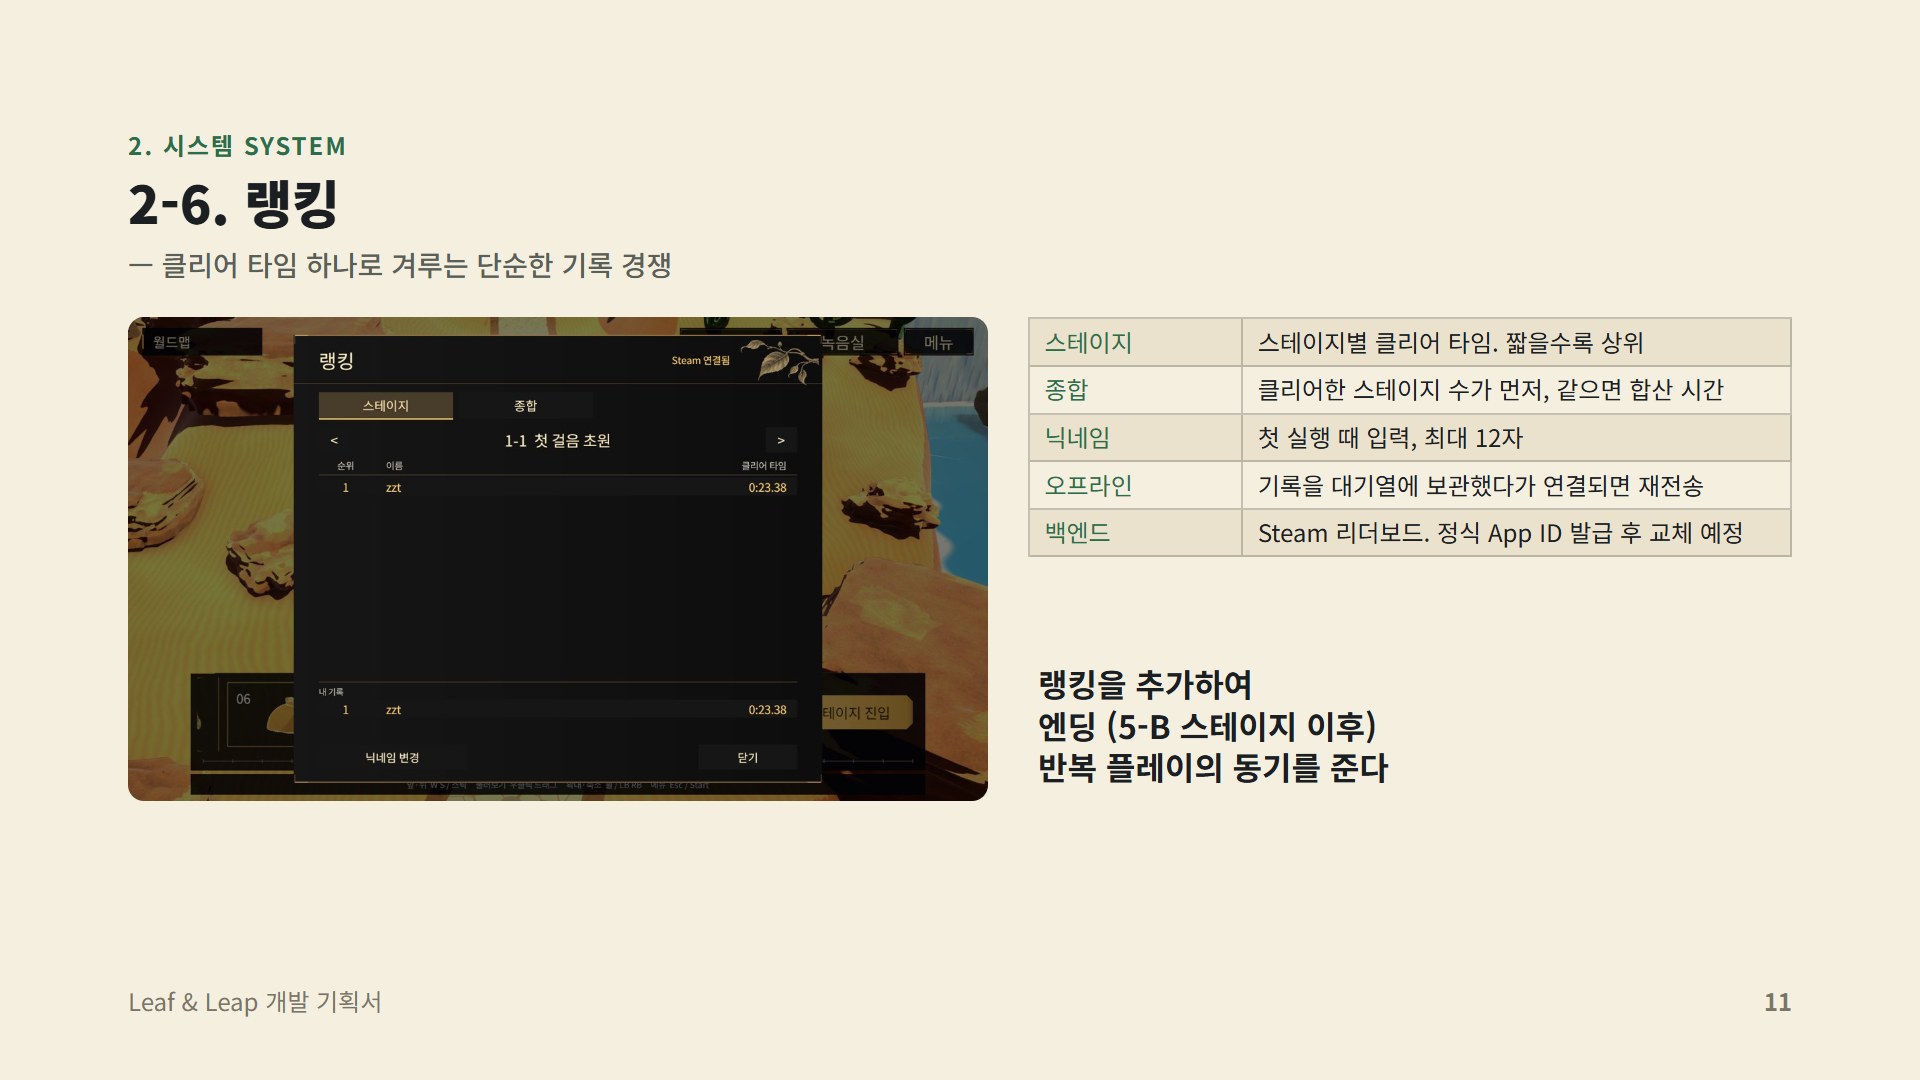 2. 시스템 SYSTEM
2-6. 랭킹
— 클리어 타임 하나로 겨루는 단순한 기록 경쟁
월드맵
녹음실
메뉴
랭킹
Steam 연결됨
스테이지
종합
<
1-1 첫 걸음 초원
>
순위 이름 클리어 타임
1 zzt 0:23.38
내 기록
1 zzt 0:23.38
닉네임 변경
닫기
06
테이지 진입
스테이지 스테이지별 클리어 타임. 짧을수록 상위
종합 클리어한 스테이지 수가 먼저, 같으면 합산 시간
닉네임 첫 실행 때 입력, 최대 12자
오프라인 기록을 대기열에 보관했다가 연결되면 재전송
백엔드 Steam 리더보드. 정식 App ID 발급 후 교체 예정
랭킹을 추가하여
엔딩 (5-B 스테이지 이후)
반복 플레이의 동기를 준다
Leaf & Leap 개발 기획서
11